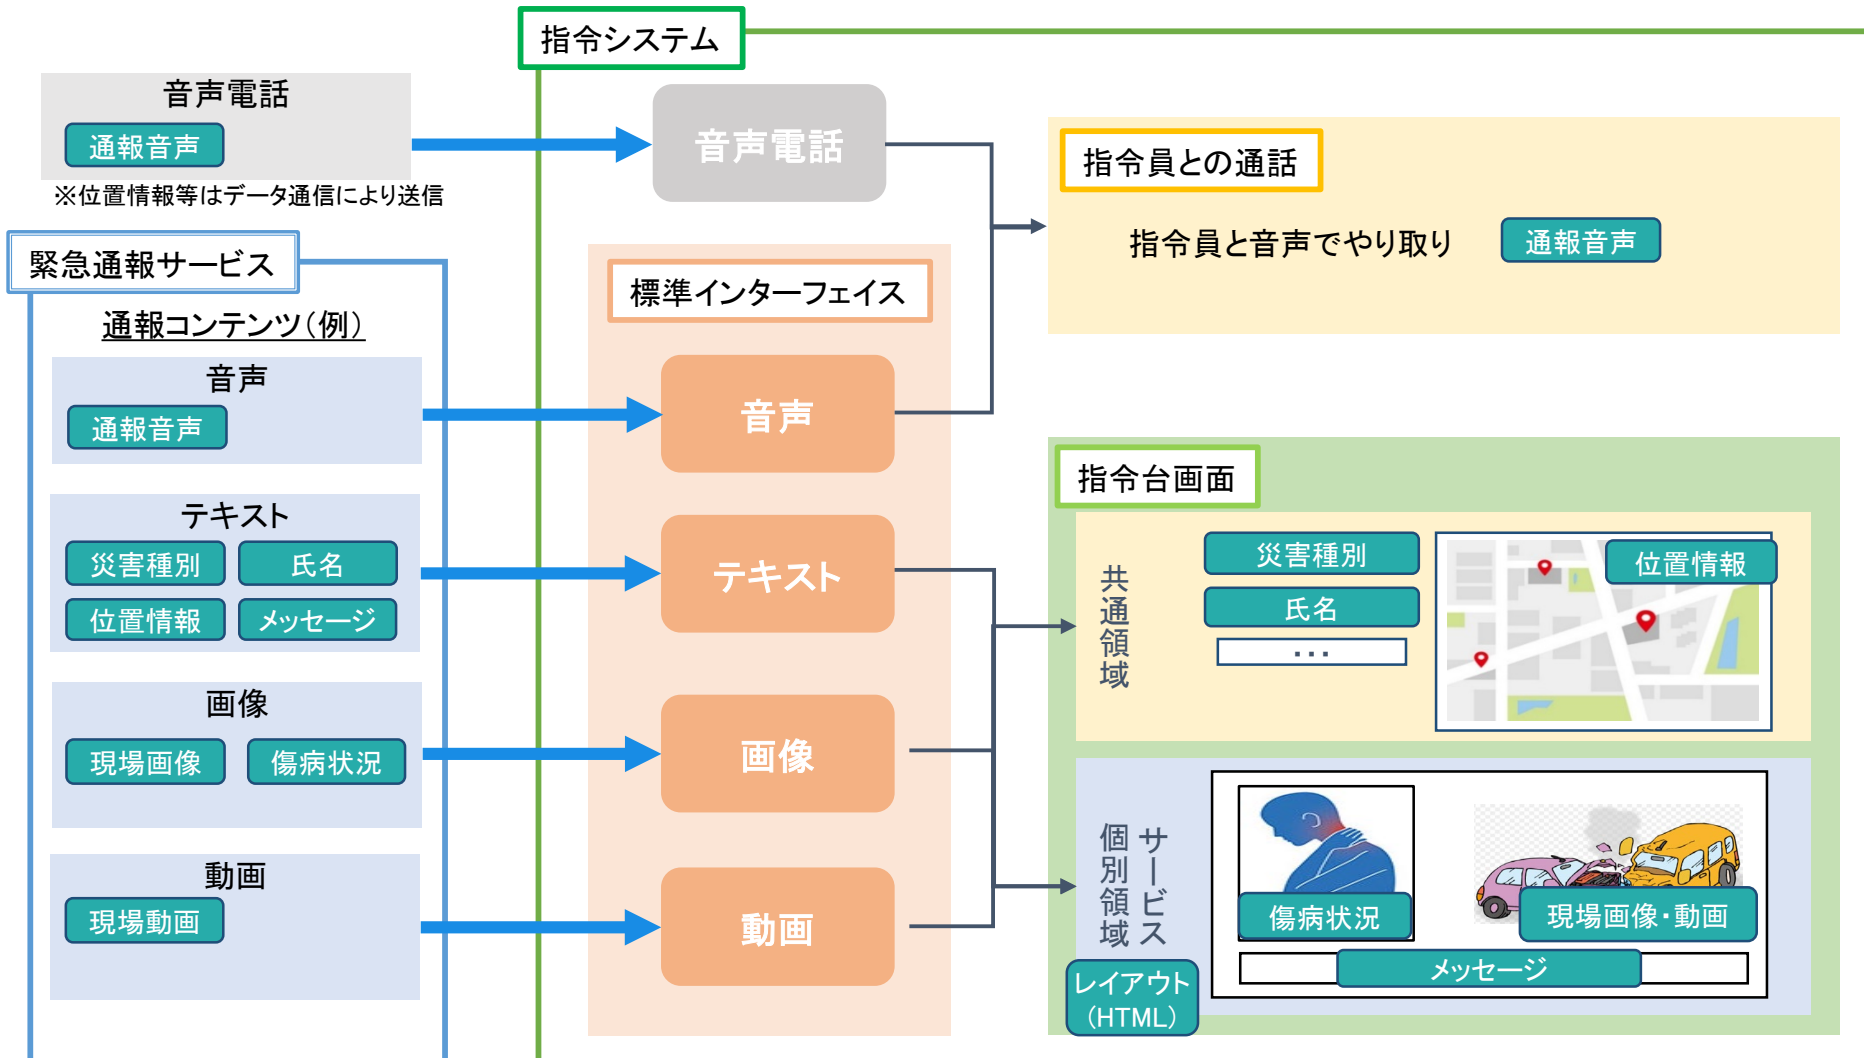 指令システム
音声電話
通報音声
※位置情報等はデータ通信により送信
緊急通報サービス
通報コンテンツ(例)
音声
通報音声
テキスト
災害種別
氏名
位置情報
メッセージ
画像
現場画像
傷病状況
動画
現場動画
音声電話
標準インターフェイス
音声
テキスト
画像
動画
指令員との通話
指令員と音声でやり取り
通報音声
指令台画面
共通領域
災害種別
氏名
・・・
位置情報
サービス
個別領域
レイアウト
(HTML)
傷病状況
現場画像・動画
メッセージ